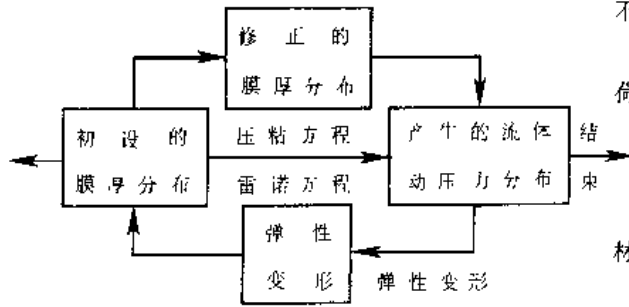 修正的
膜厚分布
初设的
膜厚分布
压粘方程
雷诺方程
产生的流体
动压力分布
结
束
弹性
变形
弹性变形
不
材